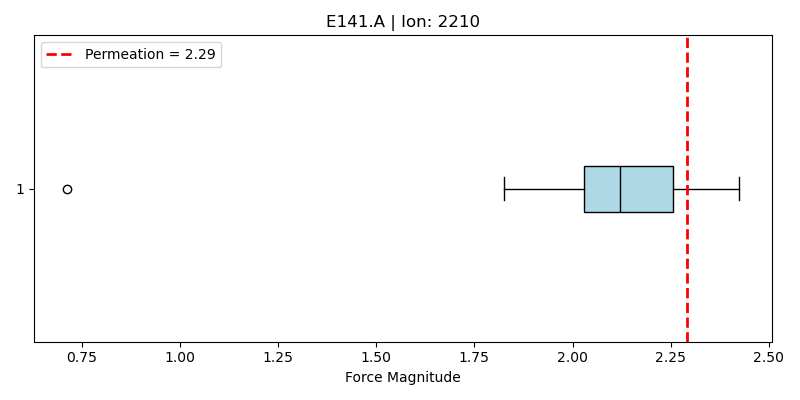 E141.A | Ion: 2210
Permeation = 2.29
1
0.75 1.00 1.25 1.50 1.75 2.00 2.25 2.50
Force Magnitude